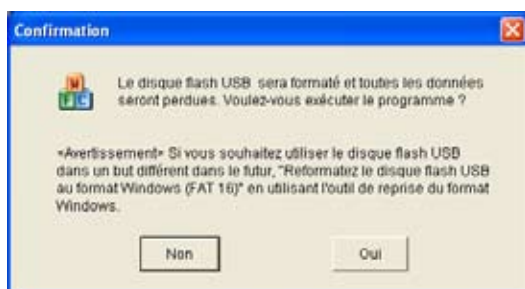 Confirmation
M
F C
Le disque flash USB sera formaté et toutes les données
seront perdues. Voulez-vous exécuter le programme ?
<Avertissement> Si vous souhaitez utiliser le disque flash USB
dans un but différent dans le futur, "Reformatez le disque flash USB
au format Windows (FAT 16)" en utilisant l'outil de reprise du format
Windows.
Non
Oui